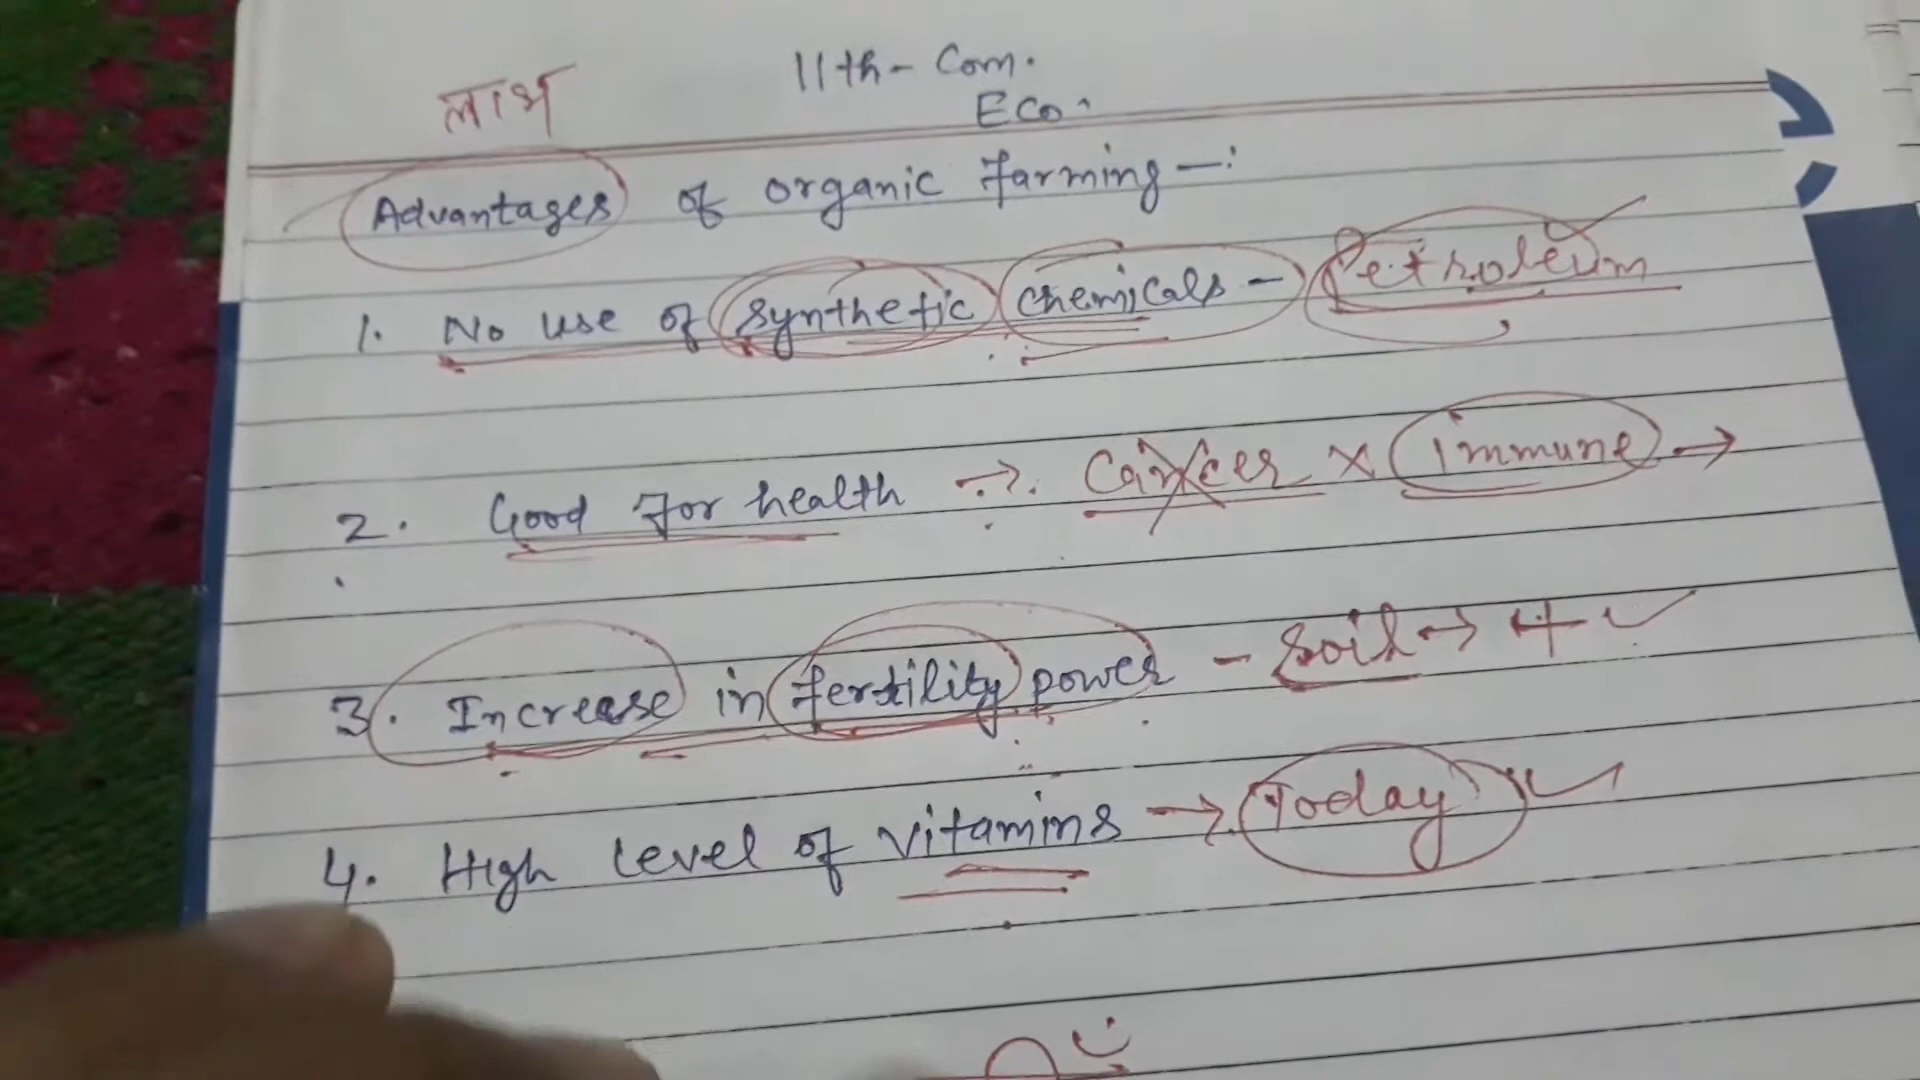 11th - Com.
लाभ
Eco.
Advantages of organic farming -:
1. No use of synthetic chemicals - Petroleum
2. Good for health → Cancer × immune →
3. Increase in fertility power - Soil → + ✓
4. High level of vitamins → Today ✓